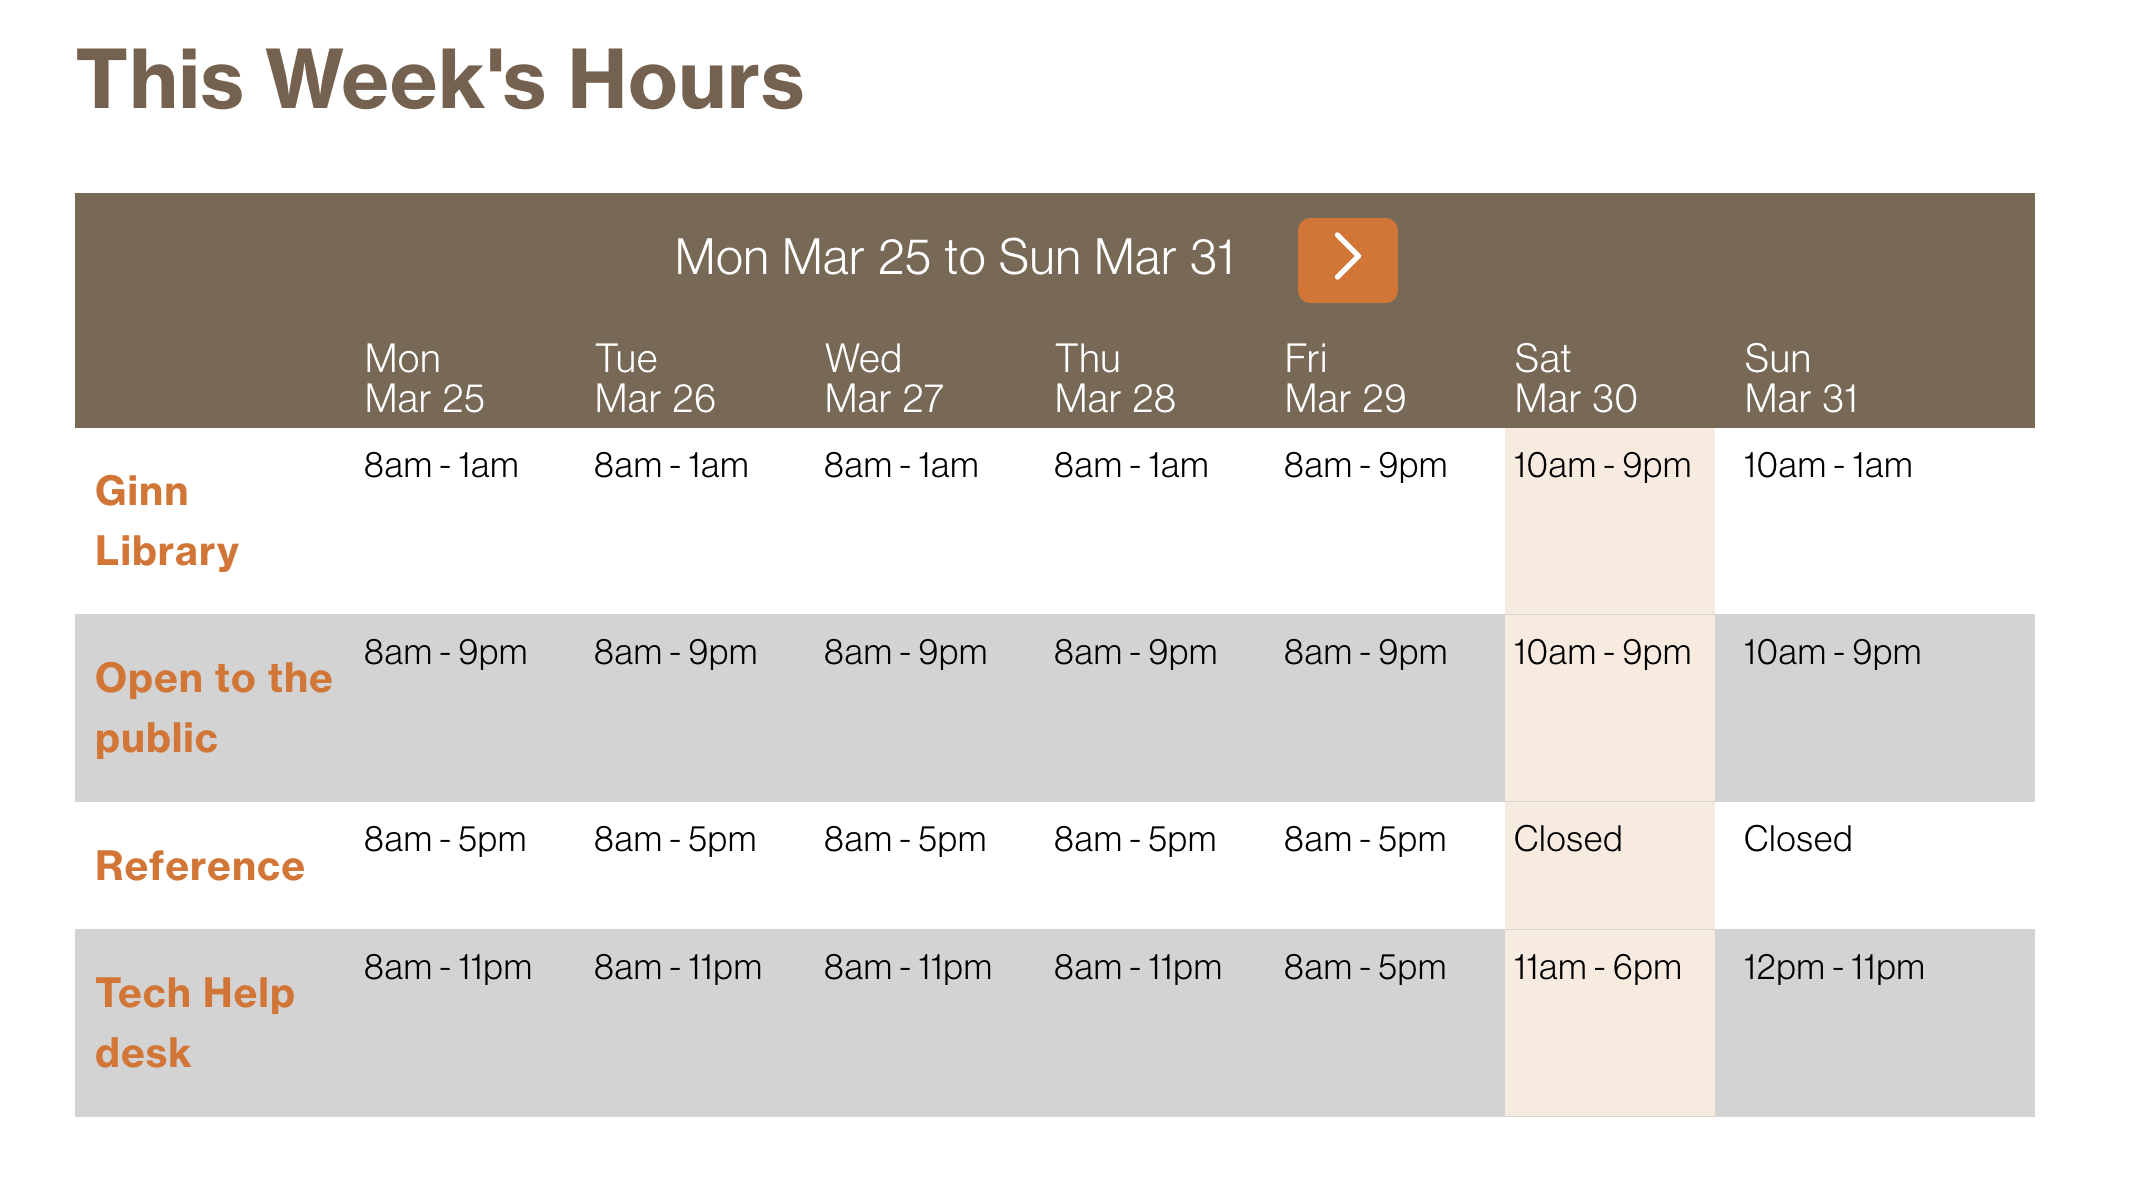 This Week's Hours
Mon Mar 25 to Sun Mar 31
Mon Tue Wed Thu Fri Sat Sun
Mar 25 Mar 26 Mar 27 Mar 28 Mar 29 Mar 30 Mar 31
Ginn
Library
8am - 1am 8am - 1am 8am - 1am 8am - 1am 8am - 9pm 10am - 9pm 10am - 1am
Open to the
public
8am - 9pm 8am - 9pm 8am - 9pm 8am - 9pm 8am - 9pm 10am - 9pm 10am - 9pm
Reference
8am - 5pm 8am - 5pm 8am - 5pm 8am - 5pm 8am - 5pm Closed Closed
Tech Help
desk
8am - 11pm 8am - 11pm 8am - 11pm 8am - 11pm 8am - 5pm 11am - 6pm 12pm - 11pm